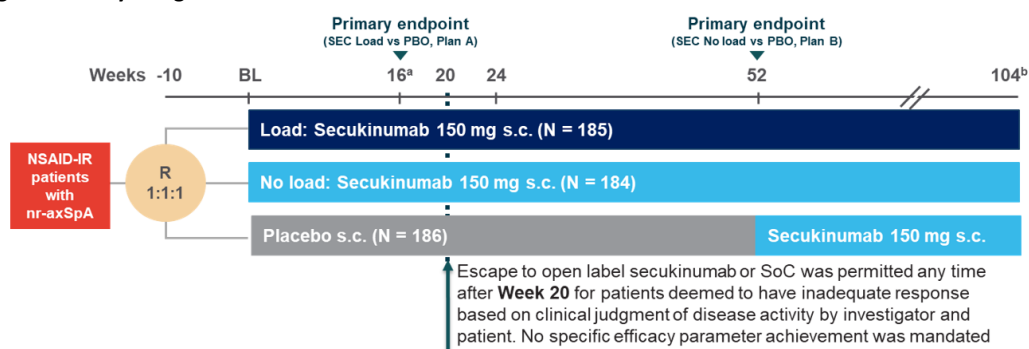 Primary endpoint
(SEC Load vs PBO, Plan A)
Primary endpoint
(SEC No load vs PBO, Plan B)
Weeks -10 BL 16ᵃ 20 24 52 104ᵇ
Load: Secukinumab 150 mg s.c. (N = 185)
NSAID-IR
patients
with
nr-axSpA
R
1:1:1
No load: Secukinumab 150 mg s.c. (N = 184)
Placebo s.c. (N = 186)
Secukinumab 150 mg s.c.
Escape to open label secukinumab or SoC was permitted any time
after Week 20 for patients deemed to have inadequate response
based on clinical judgment of disease activity by investigator and
patient. No specific efficacy parameter achievement was mandated